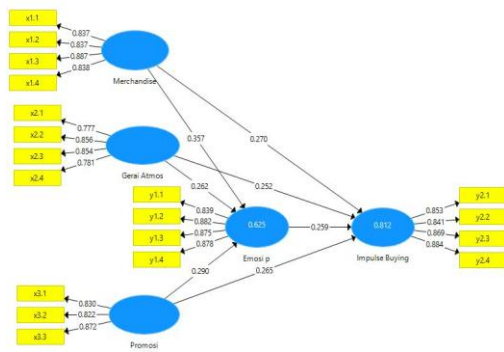 x1.1
x1.2
x1.3
x1.4
0.837
0.837
0.887
0.838
Merchandise
x2.1
x2.2
x2.3
x2.4
0.777
0.856
0.854
0.781
Gerai Atmos
0.357
0.270
0.262
0.252
y1.1
y1.2
y1.3
y1.4
0.839
0.882
0.875
0.878
0.625
Emosi p
0.259
0.812
Impulse Buying
0.853
0.841
0.869
0.884
y2.1
y2.2
y2.3
y2.4
0.290
0.265
x3.1
x3.2
x3.3
0.830
0.822
0.872
Promosi